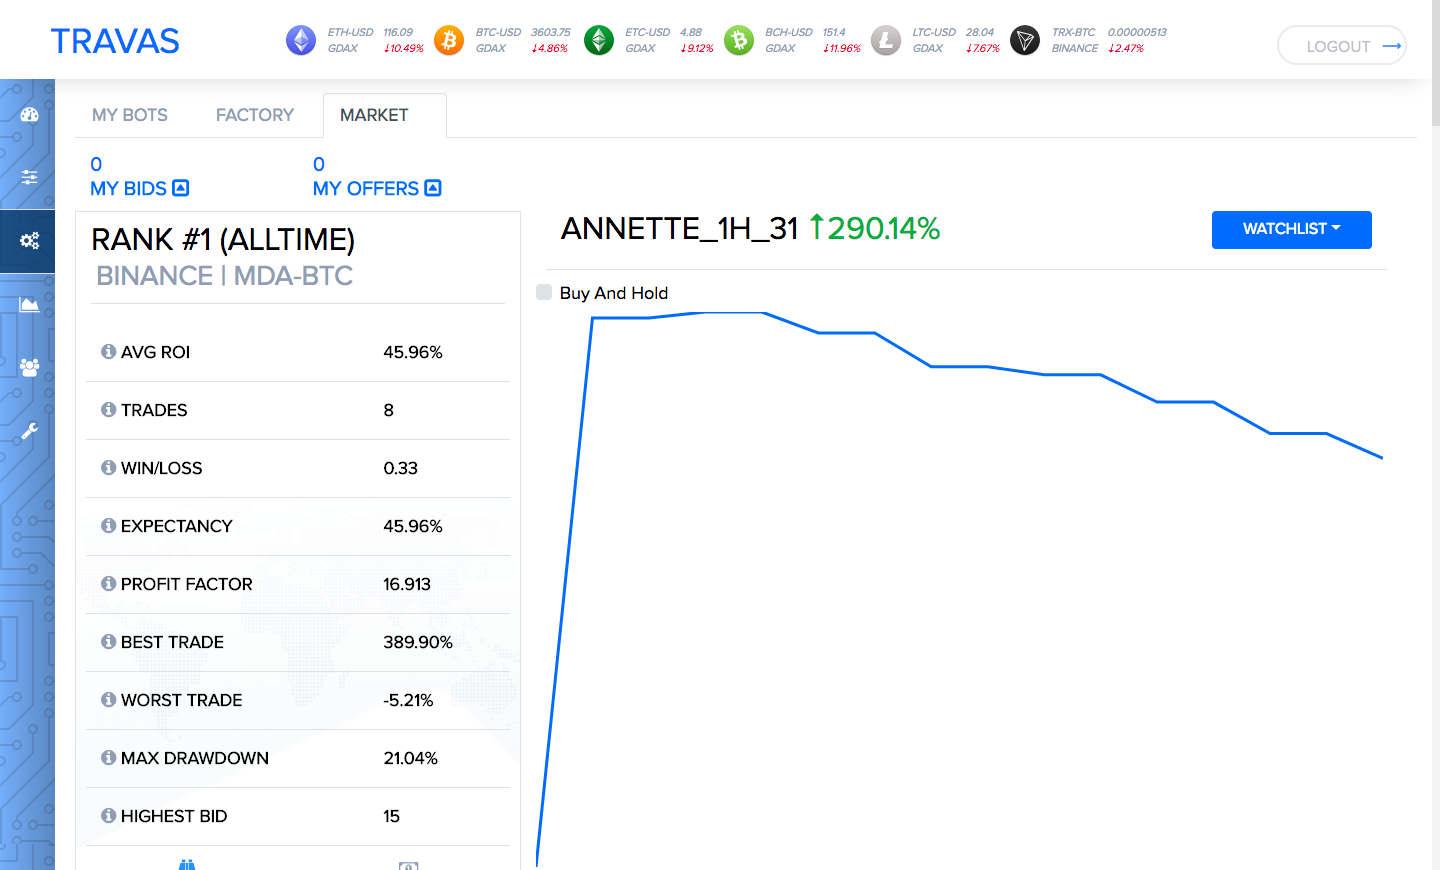 TRAVAS
ETH-USD 116.09
GDAX ↓10.49%
BTC-USD 3603.75
GDAX ↓4.86%
ETC-USD 4.88
GDAX ↓9.12%
BCH-USD 151.4
GDAX ↓11.96%
LTC-USD 28.04
GDAX ↓7.67%
TRX-BTC 0.00000513
BINANCE ↓2.47%
LOGOUT →
MY BOTS FACTORY MARKET
0 0
MY BIDS MY OFFERS
RANK #1 (ALLTIME)
BINANCE | MDA-BTC
AVG ROI 45.96%
TRADES 8
WIN/LOSS 0.33
EXPECTANCY 45.96%
PROFIT FACTOR 16.913
BEST TRADE 389.90%
WORST TRADE -5.21%
MAX DRAWDOWN 21.04%
HIGHEST BID 15
ANNETTE_1H_31 ↑290.14%
WATCHLIST
Buy And Hold